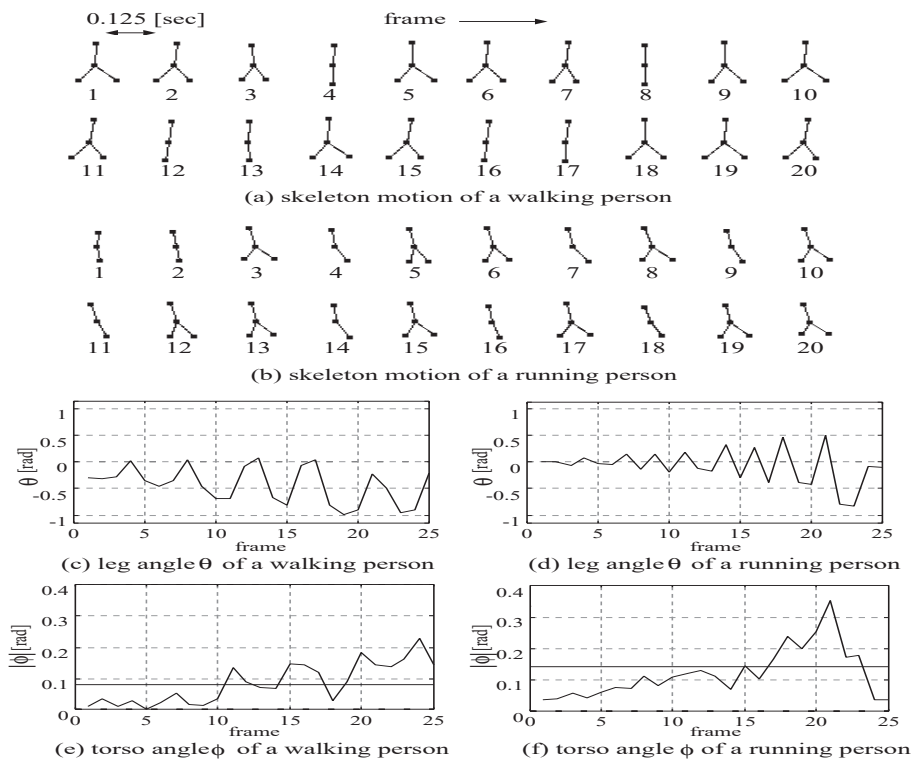 0.125 [sec]
frame
1 2 3 4 5 6 7 8 9 10
11 12 13 14 15 16 17 18 19 20
(a) skeleton motion of a walking person
1 2 3 4 5 6 7 8 9 10
11 12 13 14 15 16 17 18 19 20
(b) skeleton motion of a running person
1
0.5
0
-0.5
-1
θ [rad]
0 5 10 15 20 25
frame
(c) leg angle θ of a walking person
1
0.5
0
-0.5
-1
θ [rad]
0 5 10 15 20 25
frame
(d) leg angle θ of a running person
0.4
0.3
0.2
0.1
0
|ϕ| [rad]
0 5 10 15 20 25
frame
(e) torso angle ϕ of a walking person
0.4
0.3
0.2
0.1
0
|ϕ| [rad]
0 5 10 15 20 25
frame
(f) torso angle ϕ of a running person